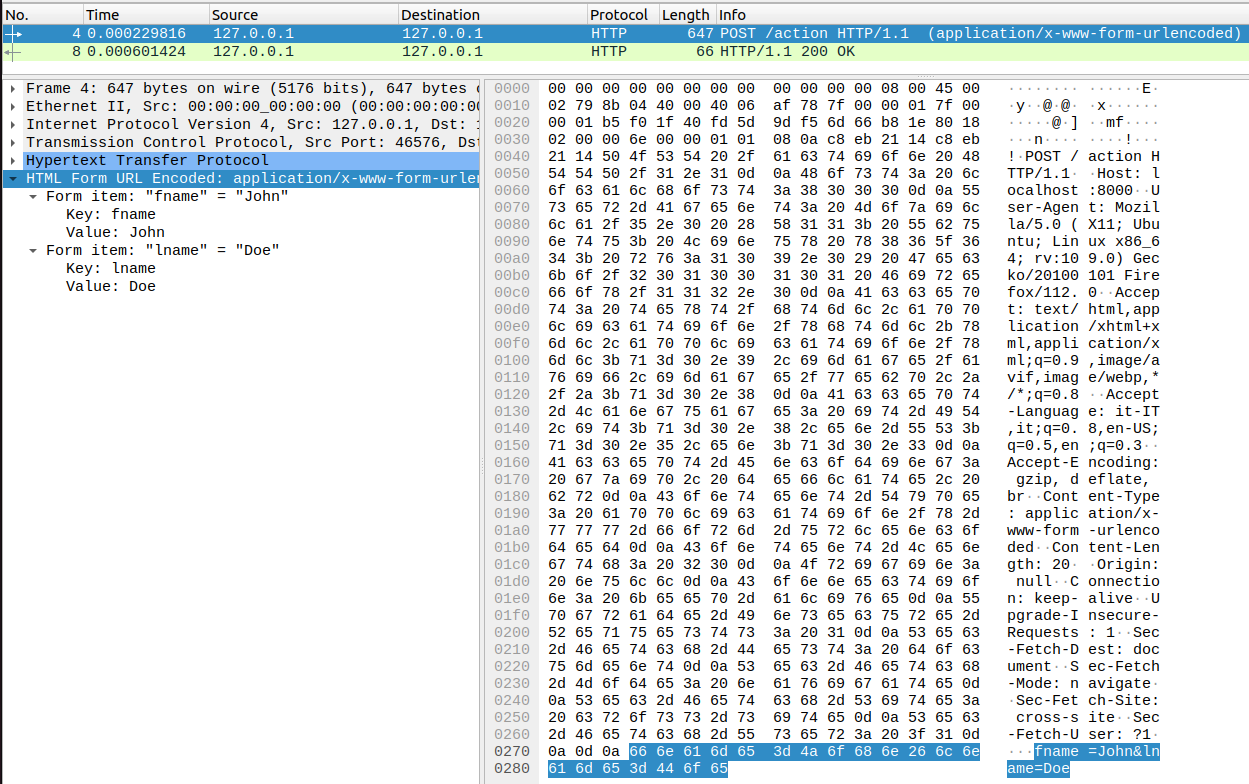 No. Time Source Destination Protocol Length Info
4 0.000229816 127.0.0.1 127.0.0.1 HTTP 647 POST /action HTTP/1.1  (application/x-www-form-urlencoded)
8 0.000601424 127.0.0.1 127.0.0.1 HTTP 66 HTTP/1.1 200 OK
Frame 4: 647 bytes on wire (5176 bits), 647 bytes c
Ethernet II, Src: 00:00:00_00:00:00 (00:00:00:00:00
Internet Protocol Version 4, Src: 127.0.0.1, Dst: 1
Transmission Control Protocol, Src Port: 46576, Dst
Hypertext Transfer Protocol
HTML Form URL Encoded: application/x-www-form-urlen
Form item: "fname" = "John"
Key: fname
Value: John
Form item: "lname" = "Doe"
Key: lname
Value: Doe
0000 00 00 00 00 00 00 00 00 00 00 00 00 08 00 45 00 ········ ······E·
0010 02 79 8b 04 40 00 40 06 af 78 7f 00 00 01 7f 00 ·y··@·@· ·x······
0020 00 01 b5 f0 1f 40 fd 5d 9d f5 6d 66 b8 1e 80 18 ·····@·] ··mf····
0030 02 00 00 6e 00 00 01 01 08 0a c8 eb 21 14 c8 eb ···n···· ····!···
0040 21 14 50 4f 53 54 20 2f 61 63 74 69 6f 6e 20 48 !·POST / action H
0050 54 54 50 2f 31 2e 31 0d 0a 48 6f 73 74 3a 20 6c TTP/1.1· ·Host: l
0060 6f 63 61 6c 68 6f 73 74 3a 38 30 30 30 0d 0a 55 ocalhost :8000··U
0070 73 65 72 2d 41 67 65 6e 74 3a 20 4d 6f 7a 69 6c ser-Agen t: Mozil
0080 6c 61 2f 35 2e 30 20 28 58 31 31 3b 20 55 62 75 la/5.0 ( X11; Ubu
0090 6e 74 75 3b 20 4c 69 6e 75 78 20 78 38 36 5f 36 ntu; Lin ux x86_6
00a0 34 3b 20 72 76 3a 31 30 39 2e 30 29 20 47 65 63 4; rv:10 9.0) Gec
00b0 6b 6f 2f 32 30 31 30 30 31 30 31 20 46 69 72 65 ko/20100 101 Fire
00c0 66 6f 78 2f 31 31 32 2e 30 0d 0a 41 63 63 65 70 fox/112. 0··Accep
00d0 74 3a 20 74 65 78 74 2f 68 74 6d 6c 2c 61 70 70 t: text/ html,app
00e0 6c 69 63 61 74 69 6f 6e 2f 78 68 74 6d 6c 2b 78 lication /xhtml+x
00f0 6d 6c 2c 61 70 70 6c 69 63 61 74 69 6f 6e 2f 78 ml,appli cation/x
0100 6d 6c 3b 71 3d 30 2e 39 2c 69 6d 61 67 65 2f 61 ml;q=0.9 ,image/a
0110 76 69 66 2c 69 6d 61 67 65 2f 77 65 62 70 2c 2a vif,imag e/webp,*
0120 2f 2a 3b 71 3d 30 2e 38 0d 0a 41 63 63 65 70 74 /*;q=0.8 ··Accept
0130 2d 4c 61 6e 67 75 61 67 65 3a 20 69 74 2d 49 54 -Languag e: it-IT
0140 2c 69 74 3b 71 3d 30 2e 38 2c 65 6e 2d 55 53 3b ,it;q=0. 8,en-US;
0150 71 3d 30 2e 35 2c 65 6e 3b 71 3d 30 2e 33 0d 0a q=0.5,en ;q=0.3··
0160 41 63 63 65 70 74 2d 45 6e 63 6f 64 69 6e 67 3a Accept-E ncoding:
0170 20 67 7a 69 70 2c 20 64 65 66 6c 61 74 65 2c 20  gzip, d eflate, 
0180 62 72 0d 0a 43 6f 6e 74 65 6e 74 2d 54 79 70 65 br··Cont ent-Type
0190 3a 20 61 70 70 6c 69 63 61 74 69 6f 6e 2f 78 2d : applic ation/x-
01a0 77 77 77 2d 66 6f 72 6d 2d 75 72 6c 65 6e 63 6f www-form -urlenco
01b0 64 65 64 0d 0a 43 6f 6e 74 65 6e 74 2d 4c 65 6e ded··Con tent-Len
01c0 67 74 68 3a 20 32 30 0d 0a 4f 72 69 67 69 6e 3a gth: 20· ·Origin:
01d0 20 6e 75 6c 6c 0d 0a 43 6f 6e 6e 65 63 74 69 6f  null··C onnectio
01e0 6e 3a 20 6b 65 65 70 2d 61 6c 69 76 65 0d 0a 55 n: keep- alive··U
01f0 70 67 72 61 64 65 2d 49 6e 73 65 63 75 72 65 2d pgrade-I nsecure-
0200 52 65 71 75 65 73 74 73 3a 20 31 0d 0a 53 65 63 Requests : 1··Sec
0210 2d 46 65 74 63 68 2d 44 65 73 74 3a 20 64 6f 63 -Fetch-D est: doc
0220 75 6d 65 6e 74 0d 0a 53 65 63 2d 46 65 74 63 68 ument··S ec-Fetch
0230 2d 4d 6f 64 65 3a 20 6e 61 76 69 67 61 74 65 0d -Mode: n avigate·
0240 0a 53 65 63 2d 46 65 74 63 68 2d 53 69 74 65 3a ·Sec-Fet ch-Site:
0250 20 63 72 6f 73 73 2d 73 69 74 65 0d 0a 53 65 63  cross-s ite··Sec
0260 2d 46 65 74 63 68 2d 55 73 65 72 3a 20 3f 31 0d -Fetch-U ser: ?1·
0270 0a 0d 0a 66 6e 61 6d 65 3d 4a 6f 68 6e 26 6c 6e ···fname =John&ln
0280 61 6d 65 3d 44 6f 65 ame=Doe